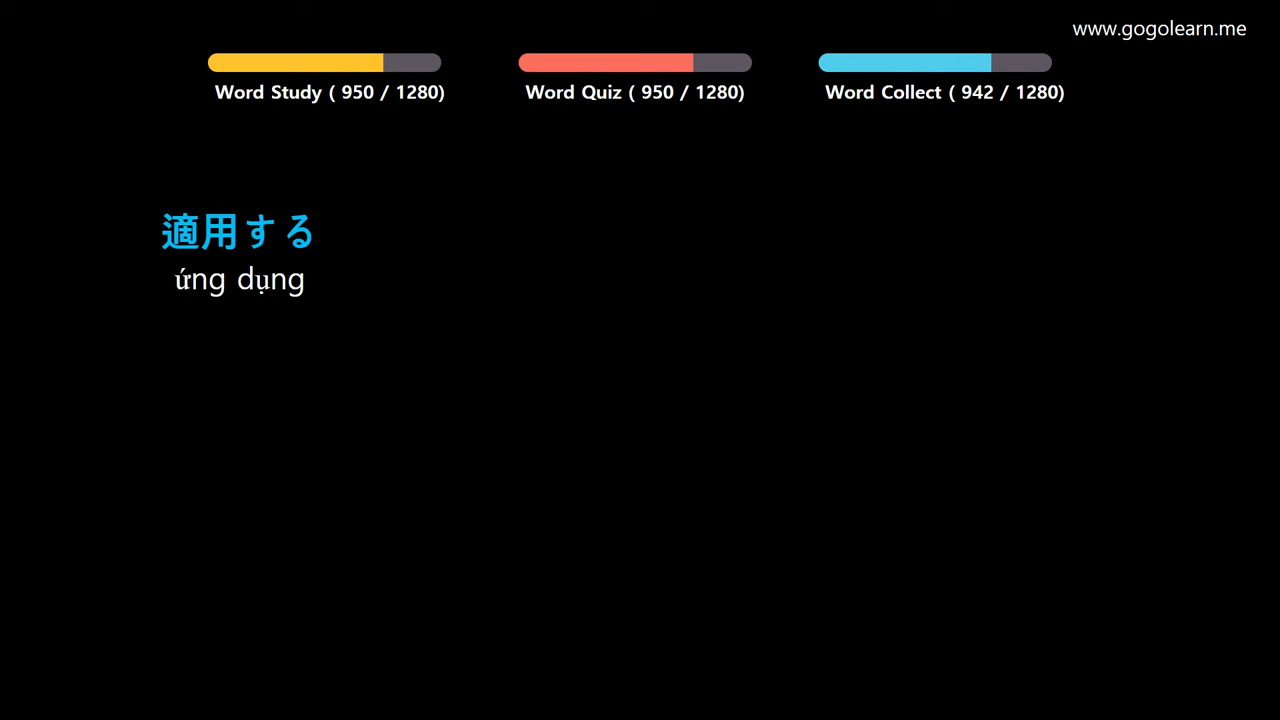 www.gogolearn.me
Word Study ( 950 / 1280)
Word Quiz ( 950 / 1280)
Word Collect ( 942 / 1280)
適用する
ứng dụng